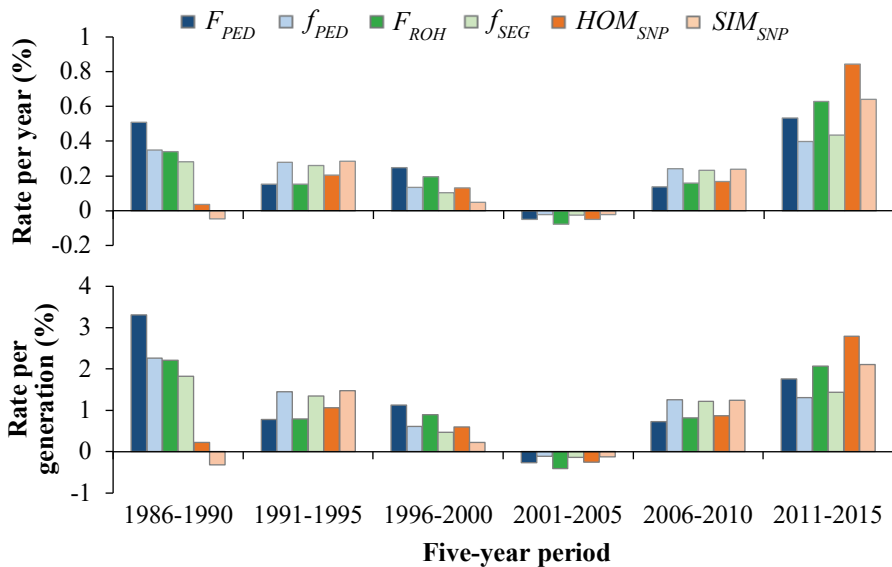 F_PED f_PED F_ROH f_SEG HOM_SNP SIM_SNP
Rate per year (%)
1
0.8
0.6
0.4
0.2
0
-0.2
Rate per
generation (%)
4
3
2
1
0
-1
1986-1990 1991-1995 1996-2000 2001-2005 2006-2010 2011-2015
Five-year period